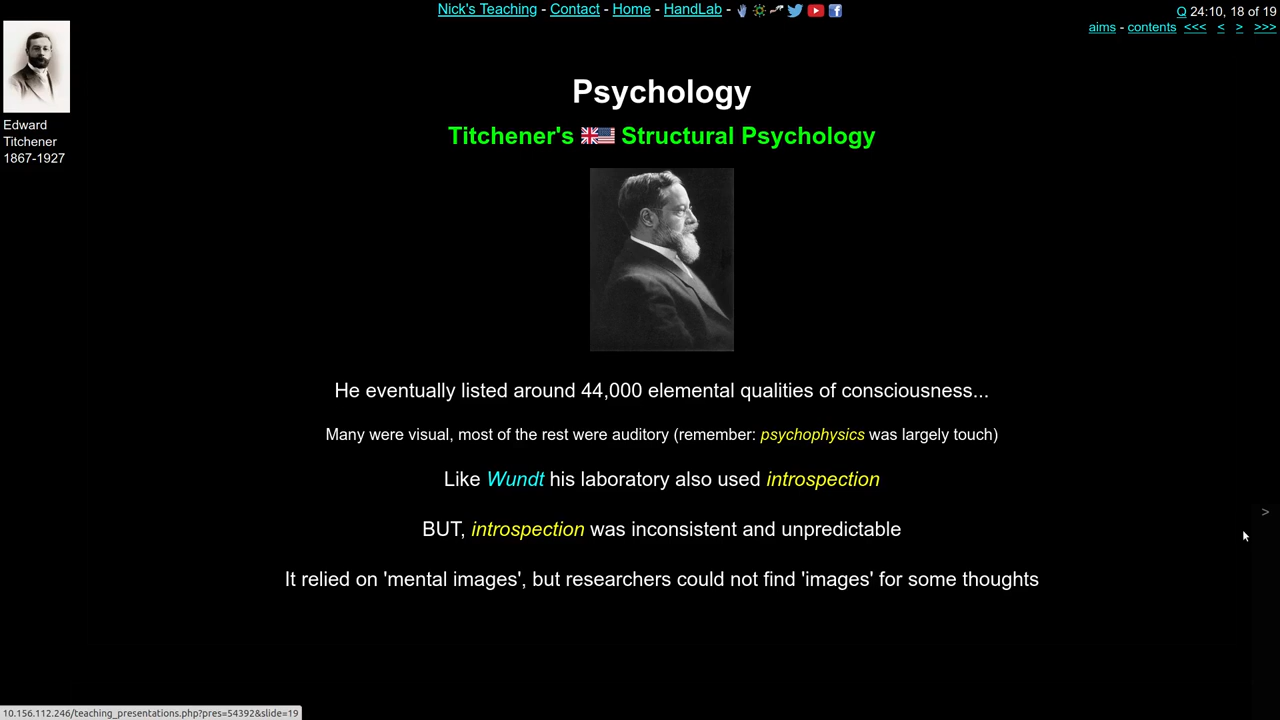 Nick's Teaching - Contact - Home - HandLab -
Q 24:10, 18 of 19
aims - contents <<< < > >>>
Edward
Titchener
1867-1927
Psychology
Titchener's Structural Psychology
He eventually listed around 44,000 elemental qualities of consciousness...
Many were visual, most of the rest were auditory (remember: psychophysics was largely touch)
Like Wundt his laboratory also used introspection
BUT, introspection was inconsistent and unpredictable
>
It relied on 'mental images', but researchers could not find 'images' for some thoughts
10.156.112.246/teaching_presentations.php?pres=54392&slide=19